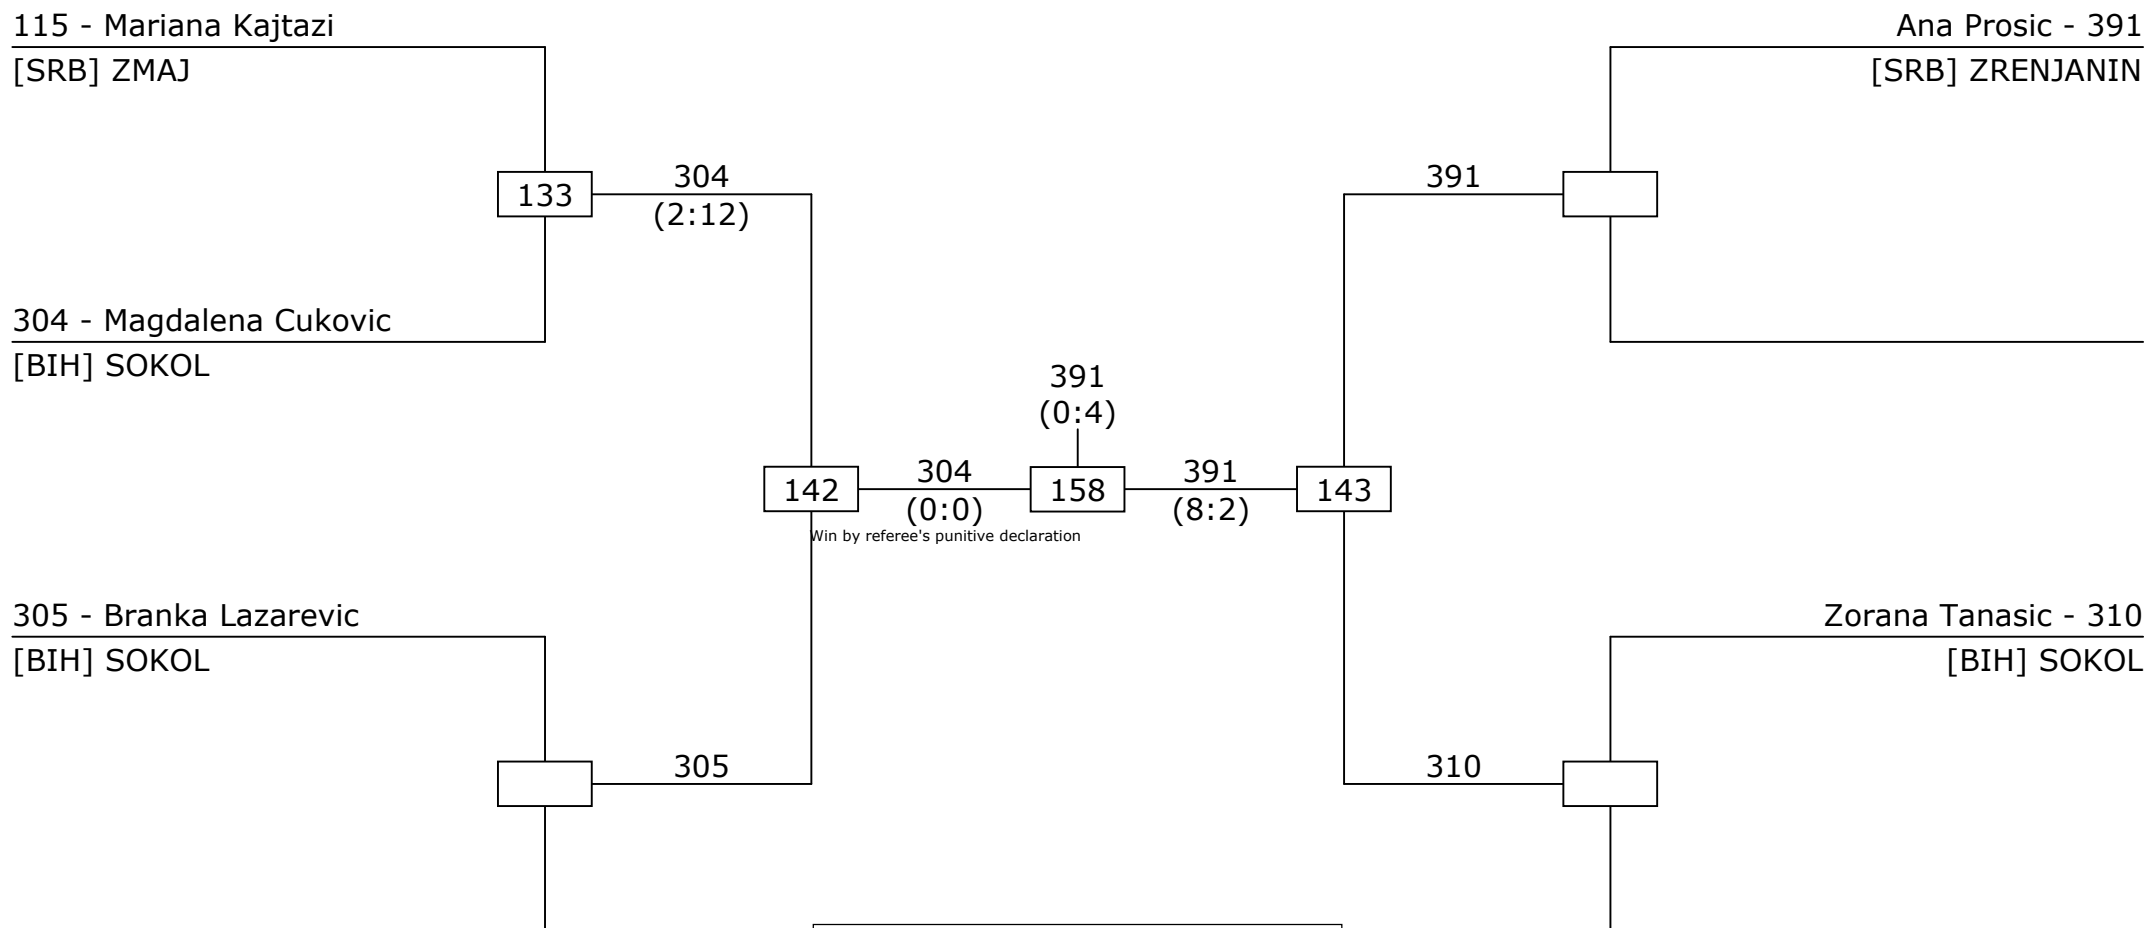 115 - Mariana Kajtazi
[SRB] ZMAJ
Ana Prosic - 391
[SRB] ZRENJANIN
133
304
(2:12)
391
304 - Magdalena Cukovic
[BIH] SOKOL
391
(0:4)
142
304
(0:0)
158
391
(8:2)
143
Win by referee's punitive declaration
305 - Branka Lazarevic
[BIH] SOKOL
Zorana Tanasic - 310
[BIH] SOKOL
305
310